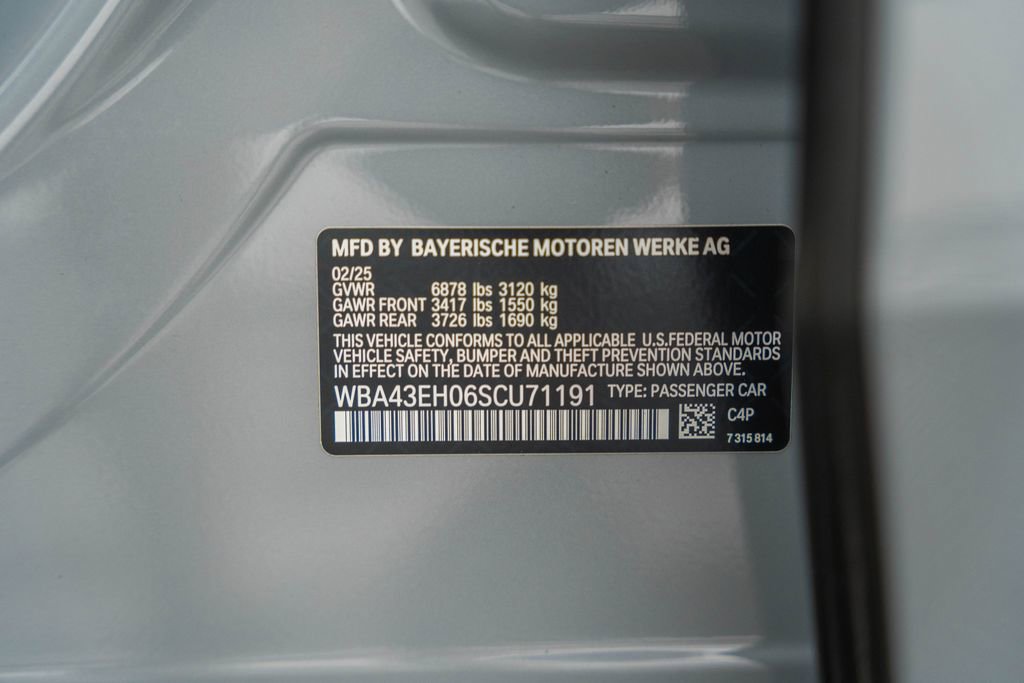 MFD BY BAYERISCHE MOTOREN WERKE AG
02/25
GVWR 6878 lbs 3120 kg
GAWR FRONT 3417 lbs 1550 kg
GAWR REAR 3726 lbs 1690 kg
THIS VEHICLE CONFORMS TO ALL APPLICABLE U.S.FEDERAL MOTOR
VEHICLE SAFETY, BUMPER AND THEFT PREVENTION STANDARDS
IN EFFECT ON THE DATE OF MANUFACTURE SHOWN ABOVE.
WBA43EH06SCU71191 TYPE: PASSENGER CAR
C4P
7 315 814